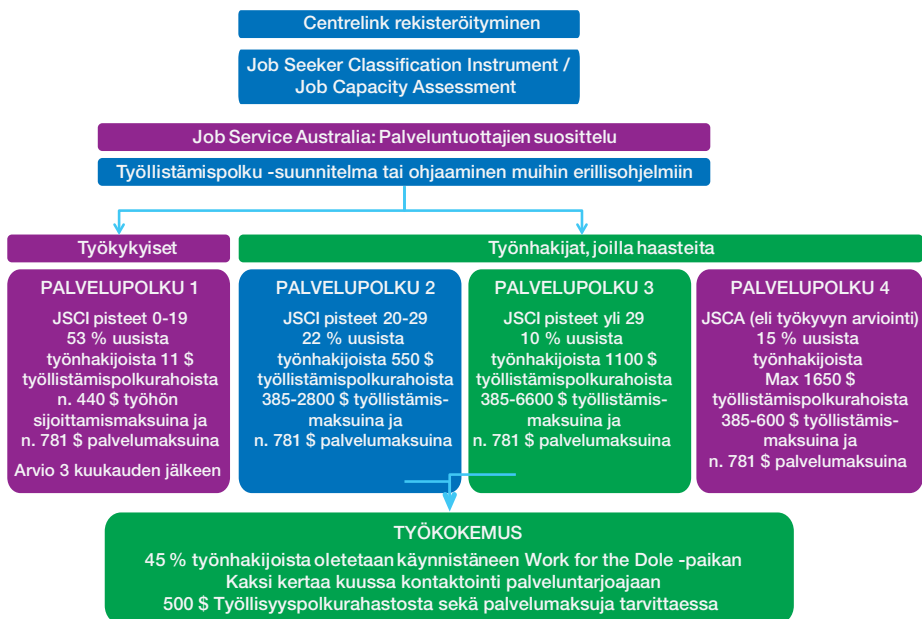 Centrelink rekisteröityminen
Job Seeker Classification Instrument /
Job Capacity Assessment
Job Service Australia: Palveluntuottajien suosittelu
Työllistämispolku -suunnitelma tai ohjaaminen muihin erillisohjelmiin
Työkykyiset
Työnhakijat, joilla haasteita
PALVELUPOLKU 1
JSCI pisteet 0-19
53 % uusista
työnhakijoista 11 $
työllistämispolkurahoista
n. 440 $ työhön
sijoittamismaksuina ja
n. 781 $ palvelumaksuina
Arvio 3 kuukauden jälkeen
PALVELUPOLKU 2
JSCI pisteet 20-29
22 % uusista
työnhakijoista 550 $
työllistämispolkurahoista
385-2800 $ työllistämis-
maksuina ja
n. 781 $ palvelumaksuina
PALVELUPOLKU 3
JSCI pisteet yli 29
10 % uusista
työnhakijoista 1100 $
työllistämispolkurahoista
385-6600 $ työllistämis-
maksuina ja
n. 781 $ palvelumaksuina
PALVELUPOLKU 4
JSCA (eli työkyvyn arviointi)
15 % uusista
työnhakijoista
Max 1650 $
työllistämispolkurahoista
385-600 $ työllistämis-
maksuina ja
n. 781 $ palvelumaksuina
TYÖKOKEMUS
45 % työnhakijoista oletetaan käynnistäneen Work for the Dole -paikan
Kaksi kertaa kuussa kontaktointi palveluntarjoajaan
500 $ Työllisyyspolkurahastosta sekä palvelumaksuja tarvittaessa